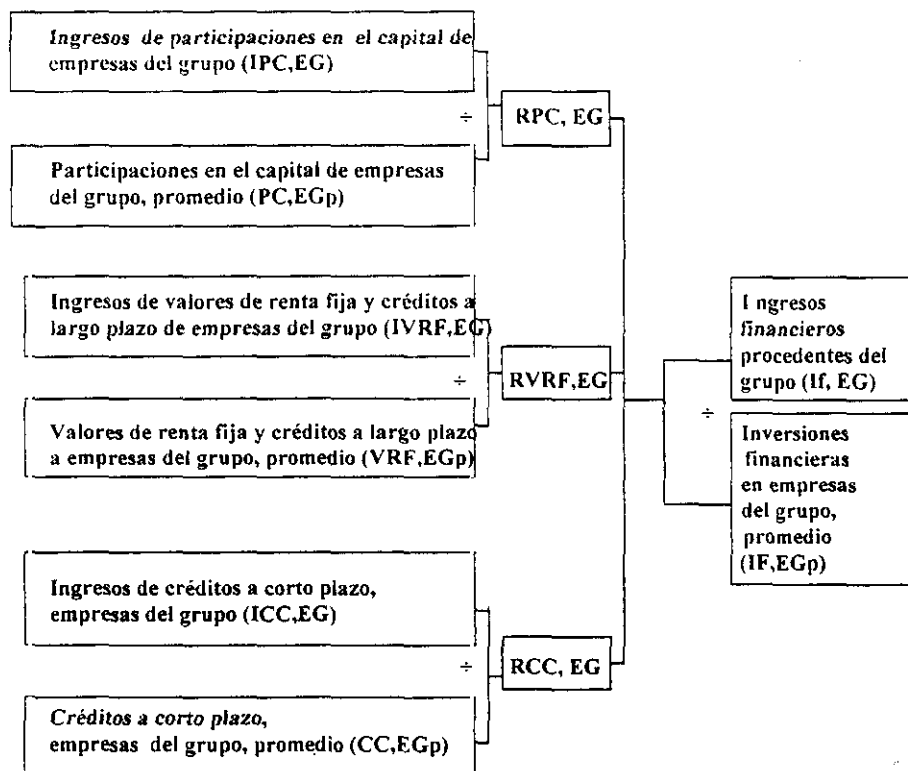 Ingresos de participaciones en el capital de
empresas del grupo (IPC,EG)
÷
RPC, EG
Participaciones en el capital de empresas
del grupo, promedio (PC,EGp)
Ingresos de valores de renta fija y créditos a
largo plazo de empresas del grupo (IVRF,EG)
÷
RVRF,EG
Valores de renta fija y créditos a largo plazo
a empresas del grupo, promedio (VRF,EGp)
I ngresos
financieros
procedentes del
grupo (If, EG)
÷
Inversiones
financieras
en empresas
del grupo,
promedio
(IF,EGp)
Ingresos de créditos a corto plazo,
empresas del grupo (ICC,EG)
÷
RCC, EG
Créditos a corto plazo,
empresas del grupo, promedio (CC,EGp)